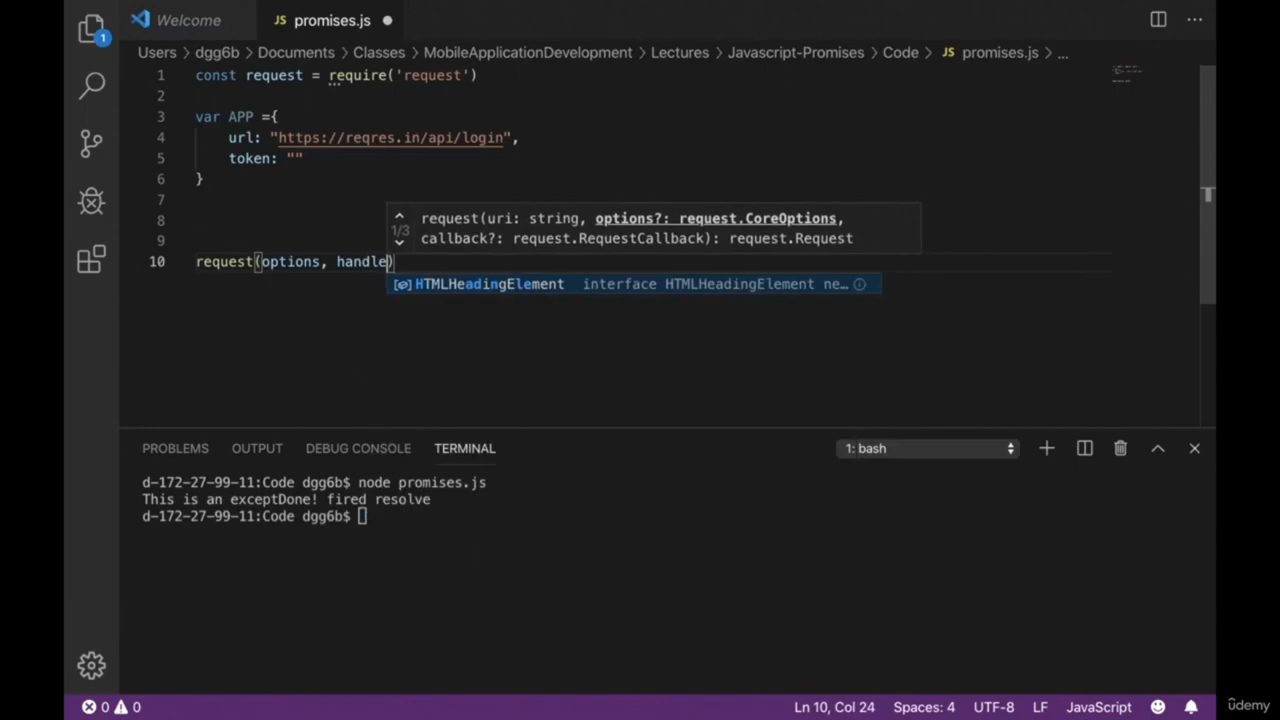 1
Welcome
JS promises.js
Users > dgg6b > Documents > Classes > MobileApplicationDevelopment > Lectures > Javascript-Promises > Code > JS promises.js > ...
1 const request = require('request')
2
3 var APP ={
4 url: "https://reqres.in/api/login",
5 token: ""
6 }
7
8
9
request(uri: string, options?: request.CoreOptions,
1/3
callback?: request.RequestCallback): request.Request
10 request(options, handle)
HTMLHeadingElement interface HTMLHeadingElement ne…
PROBLEMS OUTPUT DEBUG CONSOLE TERMINAL 1: bash
d-172-27-99-11:Code dgg6b$ node promises.js
This is an exceptDone! fired resolve
d-172-27-99-11:Code dgg6b$
0 0 Ln 10, Col 24 Spaces: 4 UTF-8 LF JavaScript
ûdemy